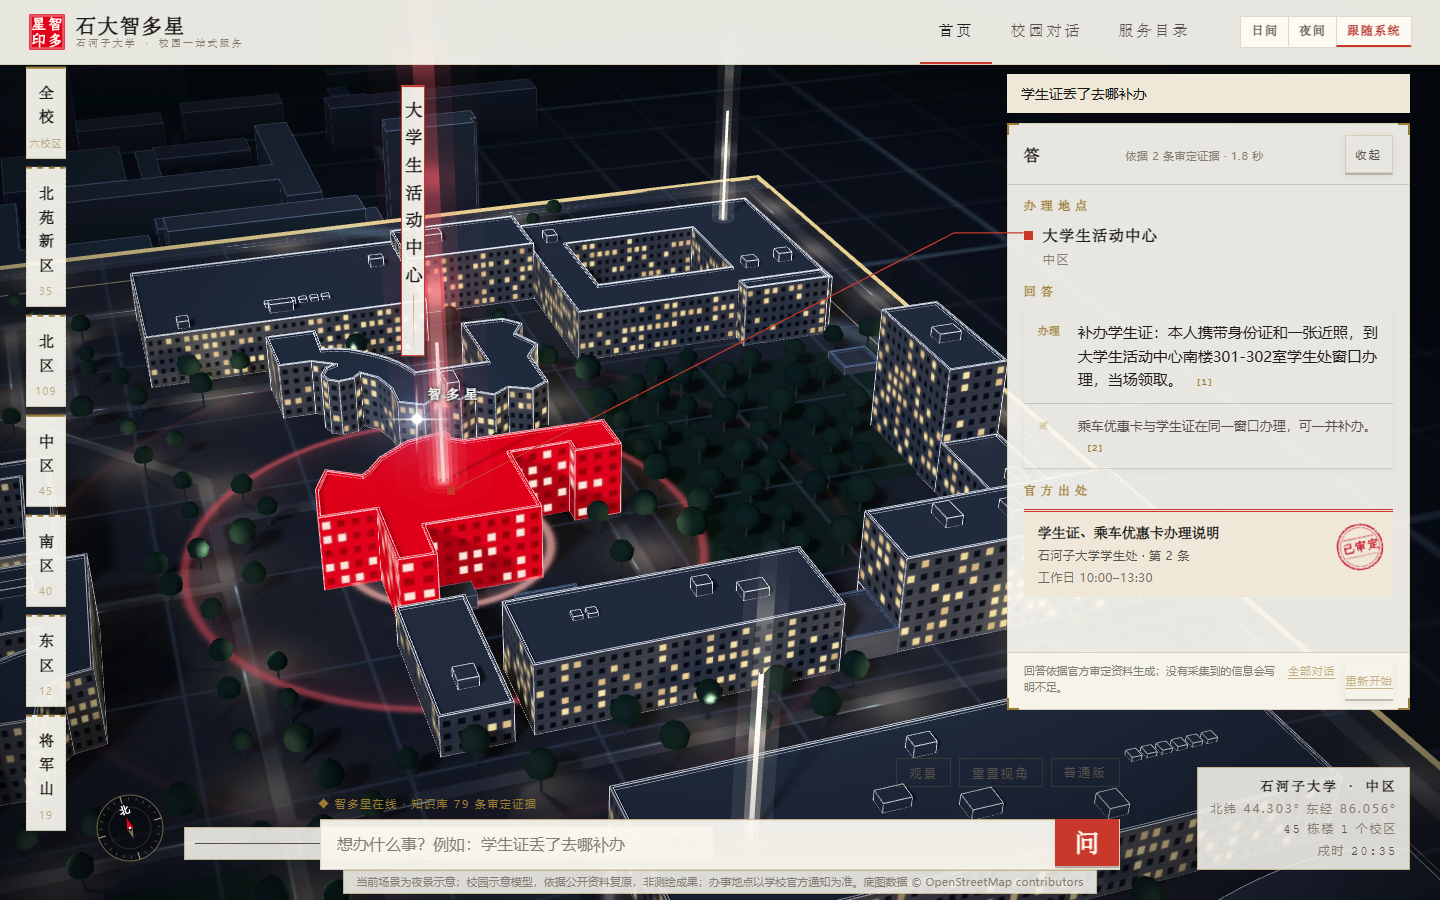 星智
印多
石大智多星
石河子大学 · 校园一站式服务
首页
校园对话
服务目录
日间
夜间
跟随系统
全校
六校区
北苑新区
35
北区
109
中区
45
南区
40
东区
12
将军山
19
大学生活动中心
智多星
学生证丢了去哪补办
答
依据 2 条审定证据 · 1.8 秒
收起
办理地点
大学生活动中心
中区
回答
办理
补办学生证：本人携带身份证和一张近照，到
大学生活动中心南楼301-302室学生处窗口办
理，当场领取。 [1]
※
乘车优惠卡与学生证在同一窗口办理，可一并补办。
[2]
官方出处
学生证、乘车优惠卡办理说明
石河子大学学生处 · 第 2 条
工作日 10:00–13:30
已审定
回答依据官方审定资料生成；没有采集到的信息会写
明不足。
全部对话
重新开始
观景
重置视角
普通版
石河子大学 · 中区
北纬 44.303° 东经 86.056°
45 栋楼 1 个校区
戌时 20:35
北
智多星在线 · 知识库 79 条审定证据
想办什么事？例如：学生证丢了去哪补办
问
当前场景为夜景示意；校园示意模型，依据公开资料复原，非测绘成果；办事地点以学校官方通知为准。底图数据 © OpenStreetMap contributors